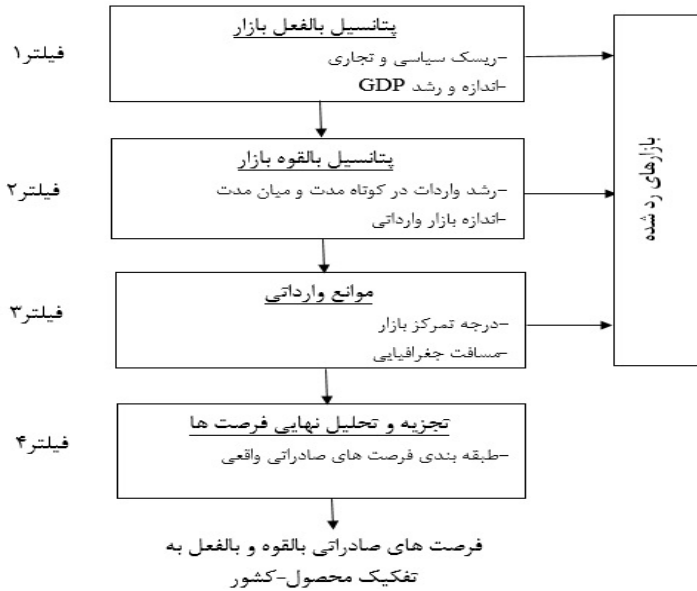 فیلتر۱
پتانسیل بالفعل بازار
-ریسک سیاسی و تجاری
-اندازه و رشد GDP
فیلتر۲
پتانسیل بالقوه بازار
-رشد واردات در کوتاه مدت و میان مدت
-اندازه بازار وارداتی
فیلتر۳
موانع وارداتی
-درجه تمرکز بازار
-مسافت جغرافیایی
فیلتر۴
تجزیه و تحلیل نهایی فرصت ها
-طبقه بندی فرصت های صادراتی واقعی
فرصت های صادراتی بالقوه و بالفعل به
تفکیک محصول-کشور
بازارهای رد شده